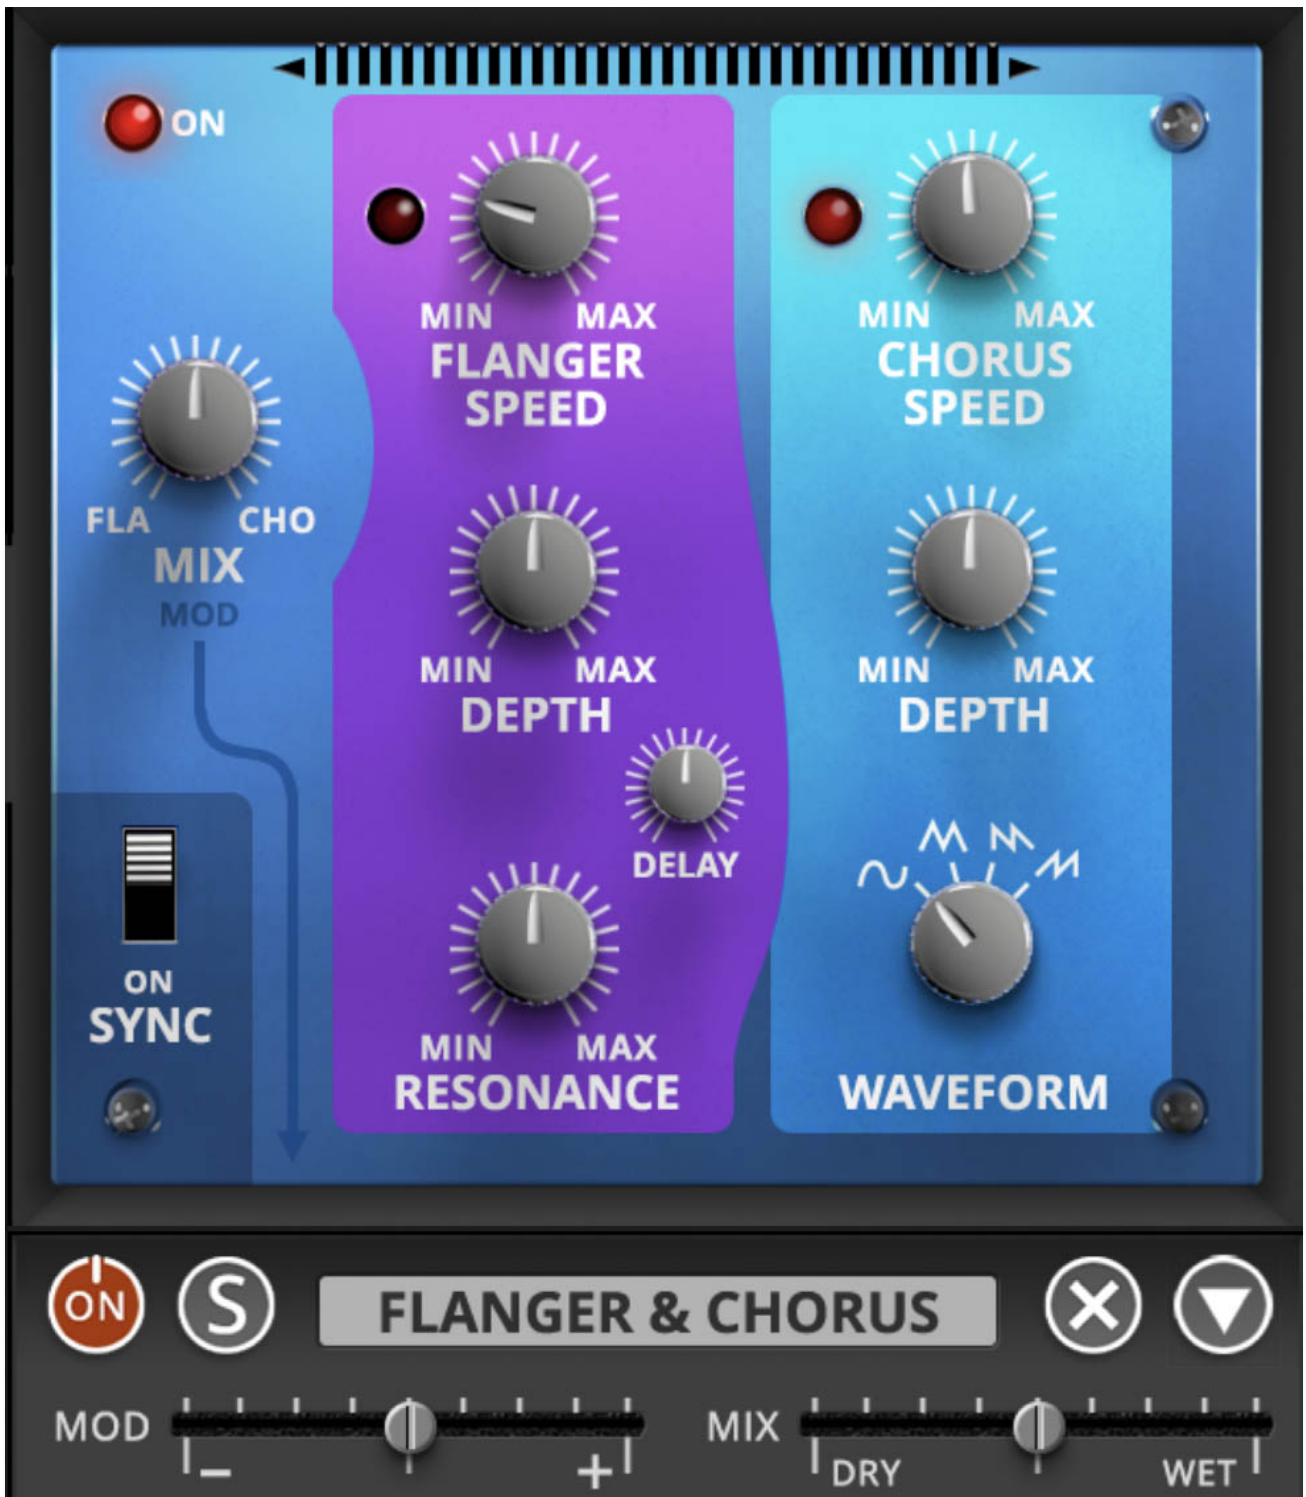 ON
MIN MAX
FLANGER
SPEED
MIN MAX
CHORUS
SPEED
FLA CHO
MIX
MOD
MIN MAX
DEPTH
MIN MAX
DEPTH
DELAY
ON
SYNC
MIN MAX
RESONANCE
WAVEFORM
ON S FLANGER & CHORUS
MOD - +
MIX DRY WET